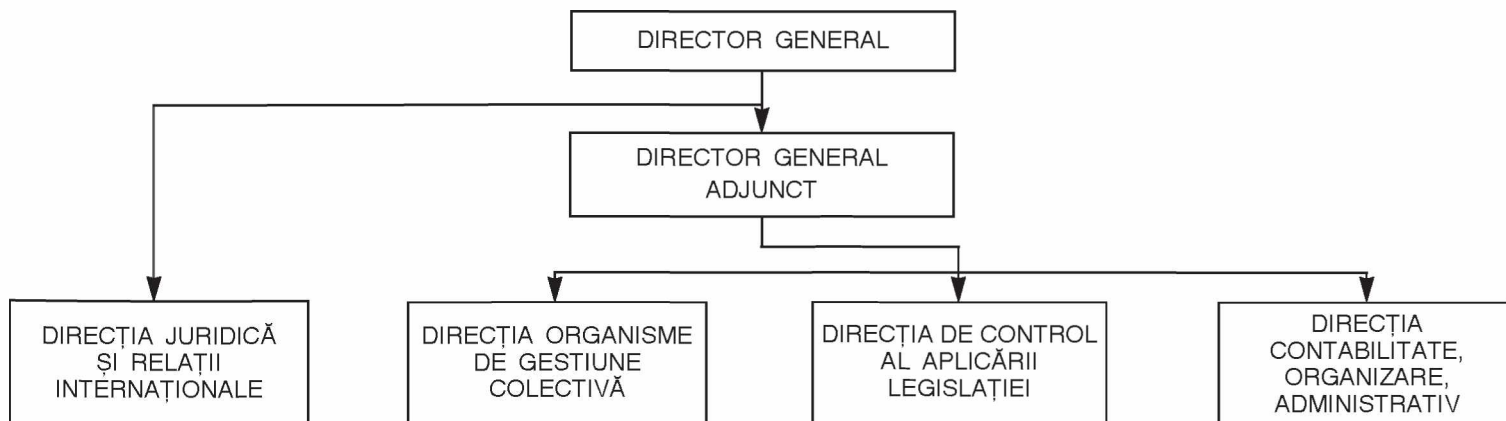 DIRECTOR GENERAL
DIRECTOR GENERAL
ADJUNCT
DIRECȚIA JURIDICĂ
ȘI RELAȚII
INTERNAȚIONALE
DIRECȚIA ORGANISME
DE GESTIUNE
COLECTIVĂ
DIRECȚIA DE CONTROL
AL APLICĂRII
LEGISLAȚIEI
DIRECȚIA
CONTABILITATE,
ORGANIZARE,
ADMINISTRATIV